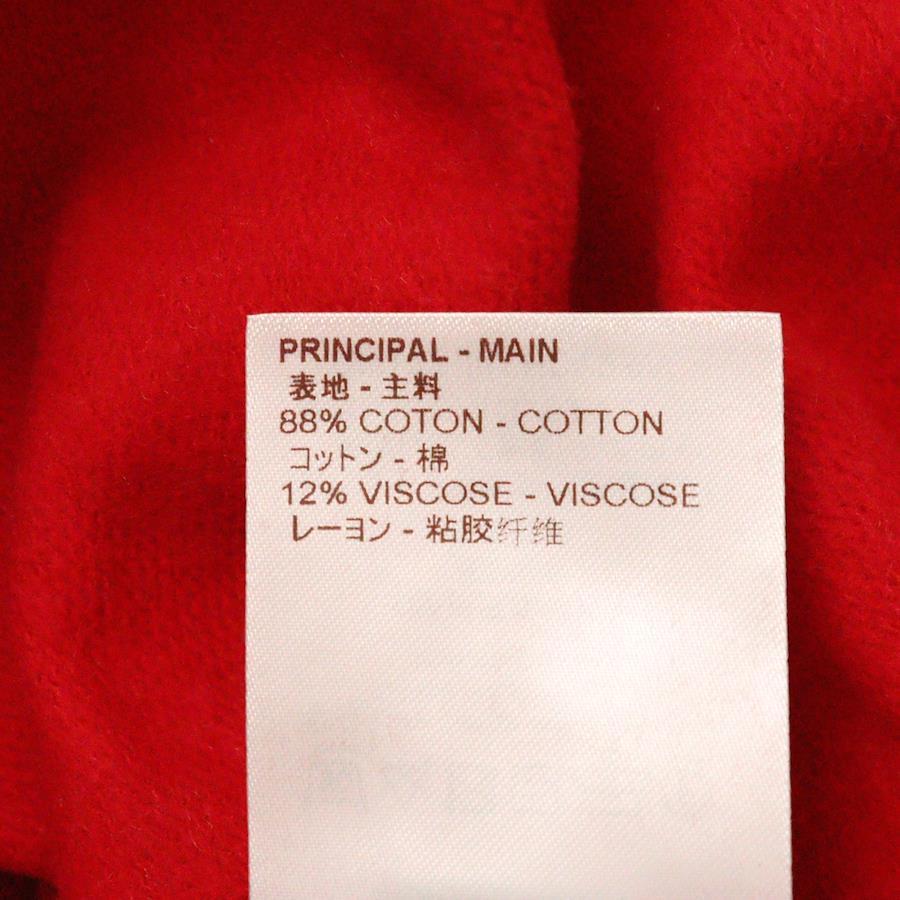 PRINCIPAL - MAIN
表地 - 主料
88% COTON - COTTON
コットン - 棉
12% VISCOSE - VISCOSE
レーヨン - 粘胶纤维